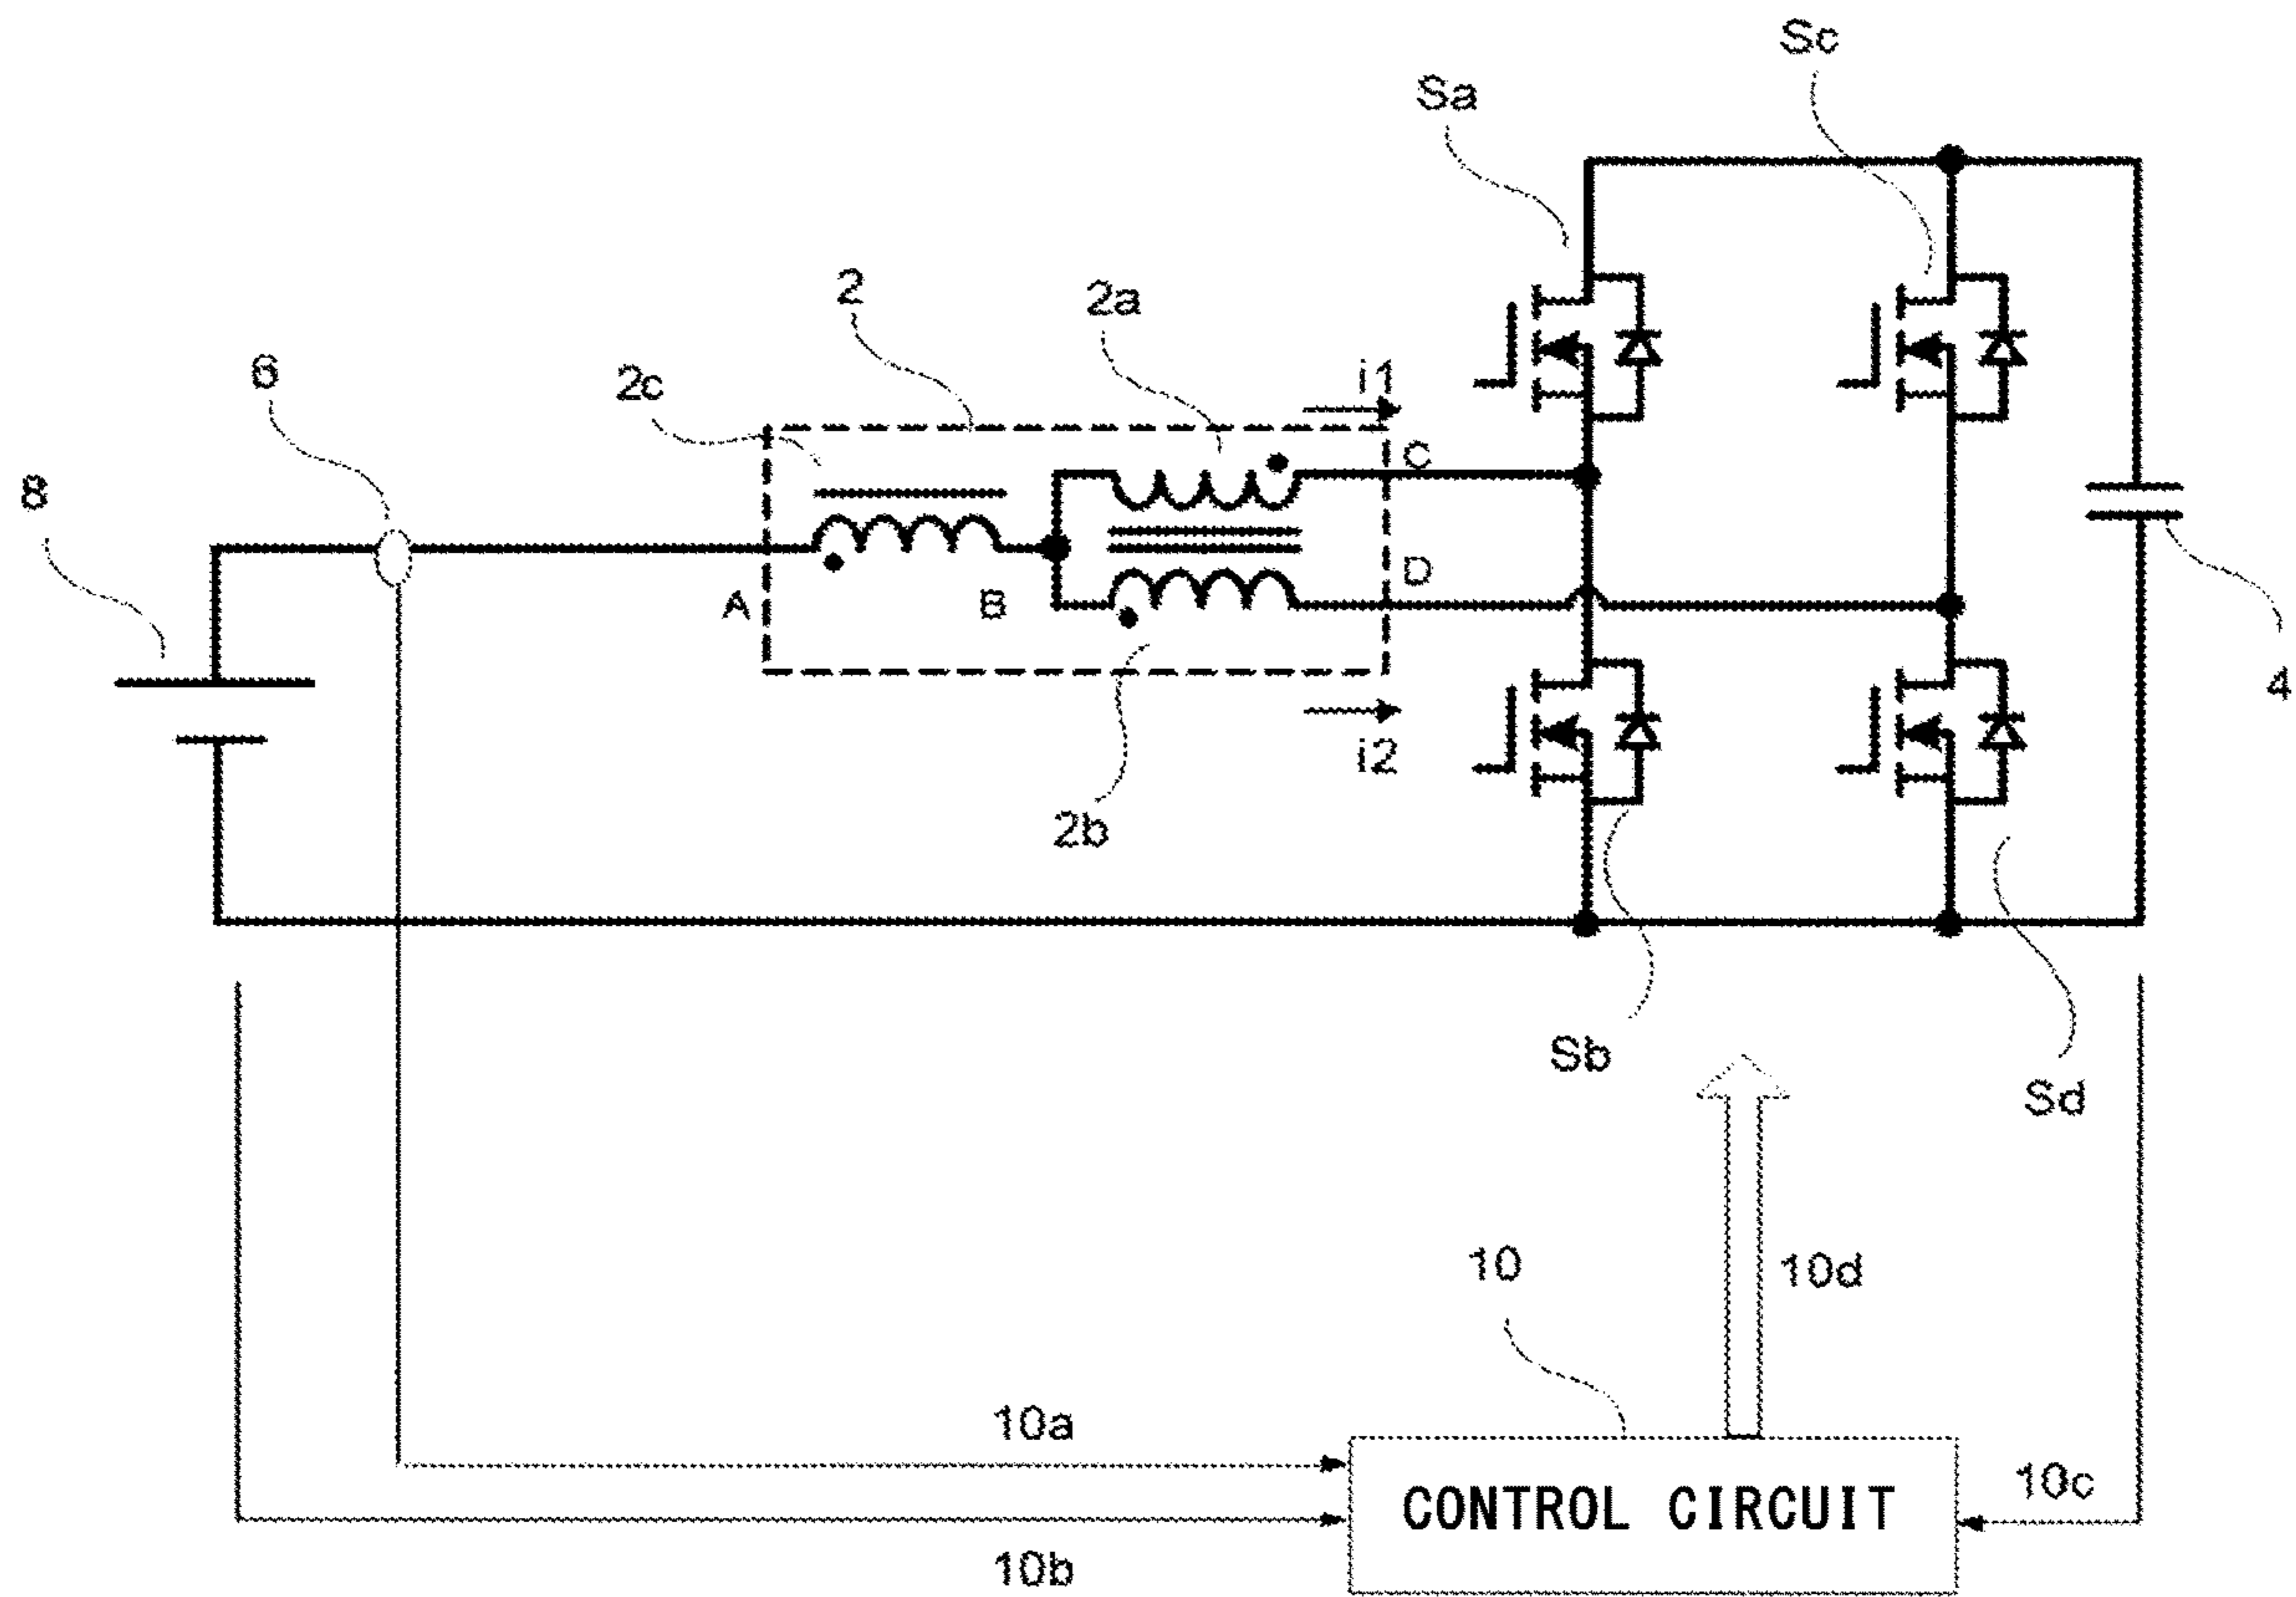 Sc
Sa
2
2a
6
2c
i1
8
C
D
A
B
4
i2
2b
Sb
Sd
10
10d
10a
CONTROL CIRCUIT
10c
10b